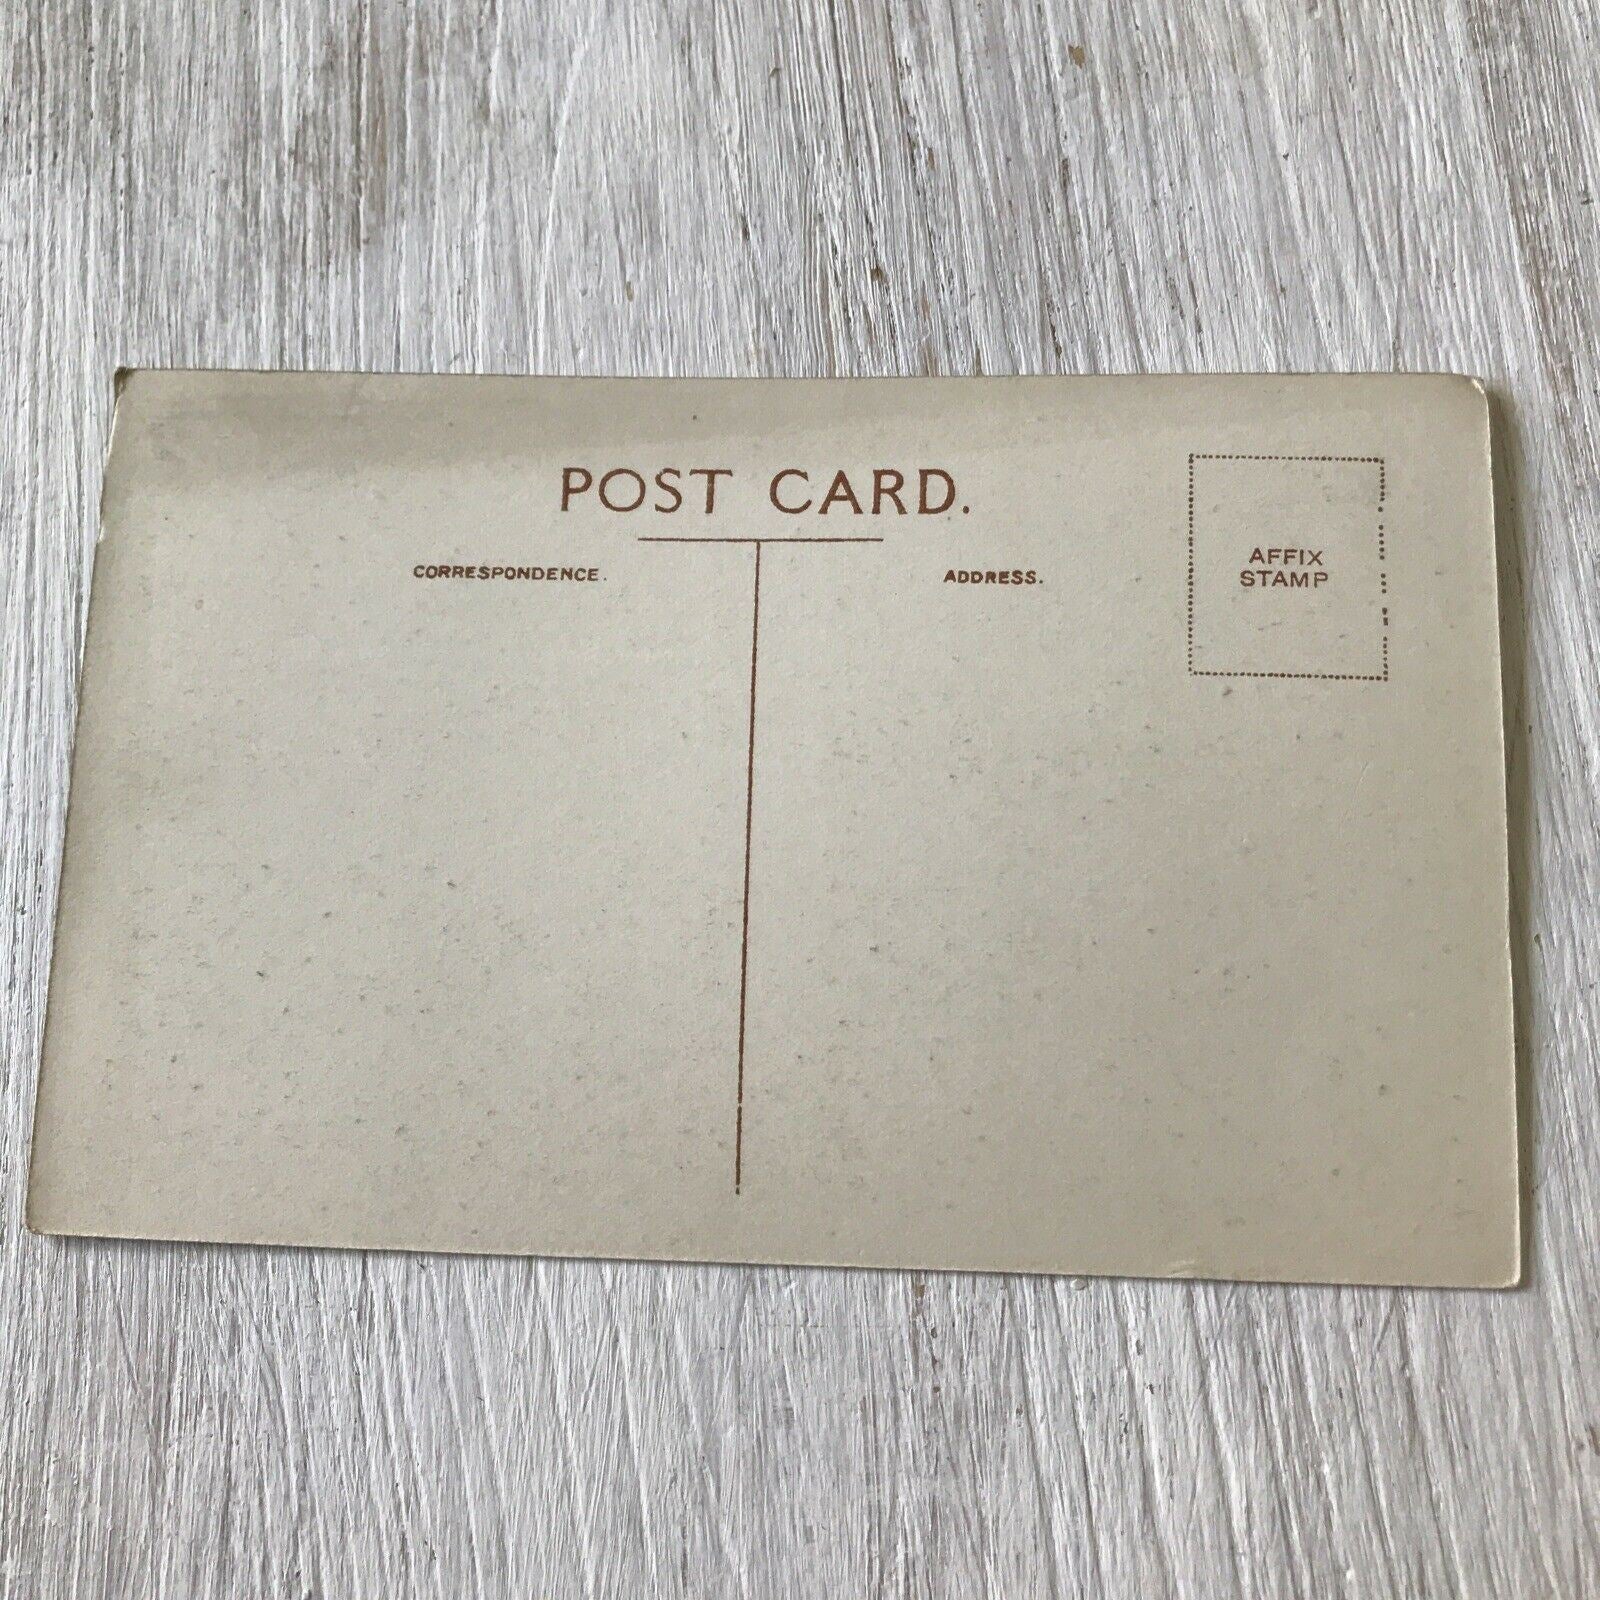 POST CARD.
CORRESPONDENCE.
ADDRESS.
AFFIX
STAMP